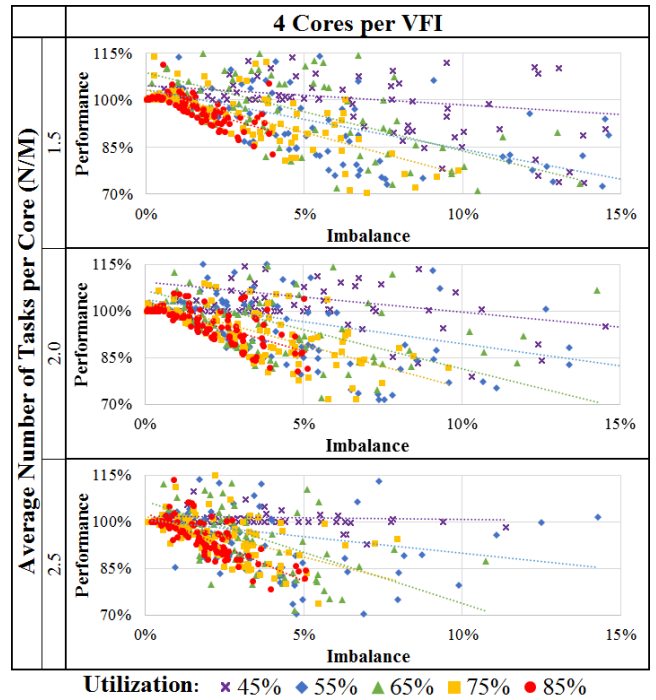 4 Cores per VFI
Average Number of Tasks per Core (N/M)
1.5
Performance
115%
100%
85%
70%
0% 5% 10% 15%
Imbalance
2.0
Performance
115%
100%
85%
70%
0% 5% 10% 15%
Imbalance
2.5
Performance
115%
100%
85%
70%
0% 5% 10% 15%
Imbalance
Utilization: 45% 55% 65% 75% 85%